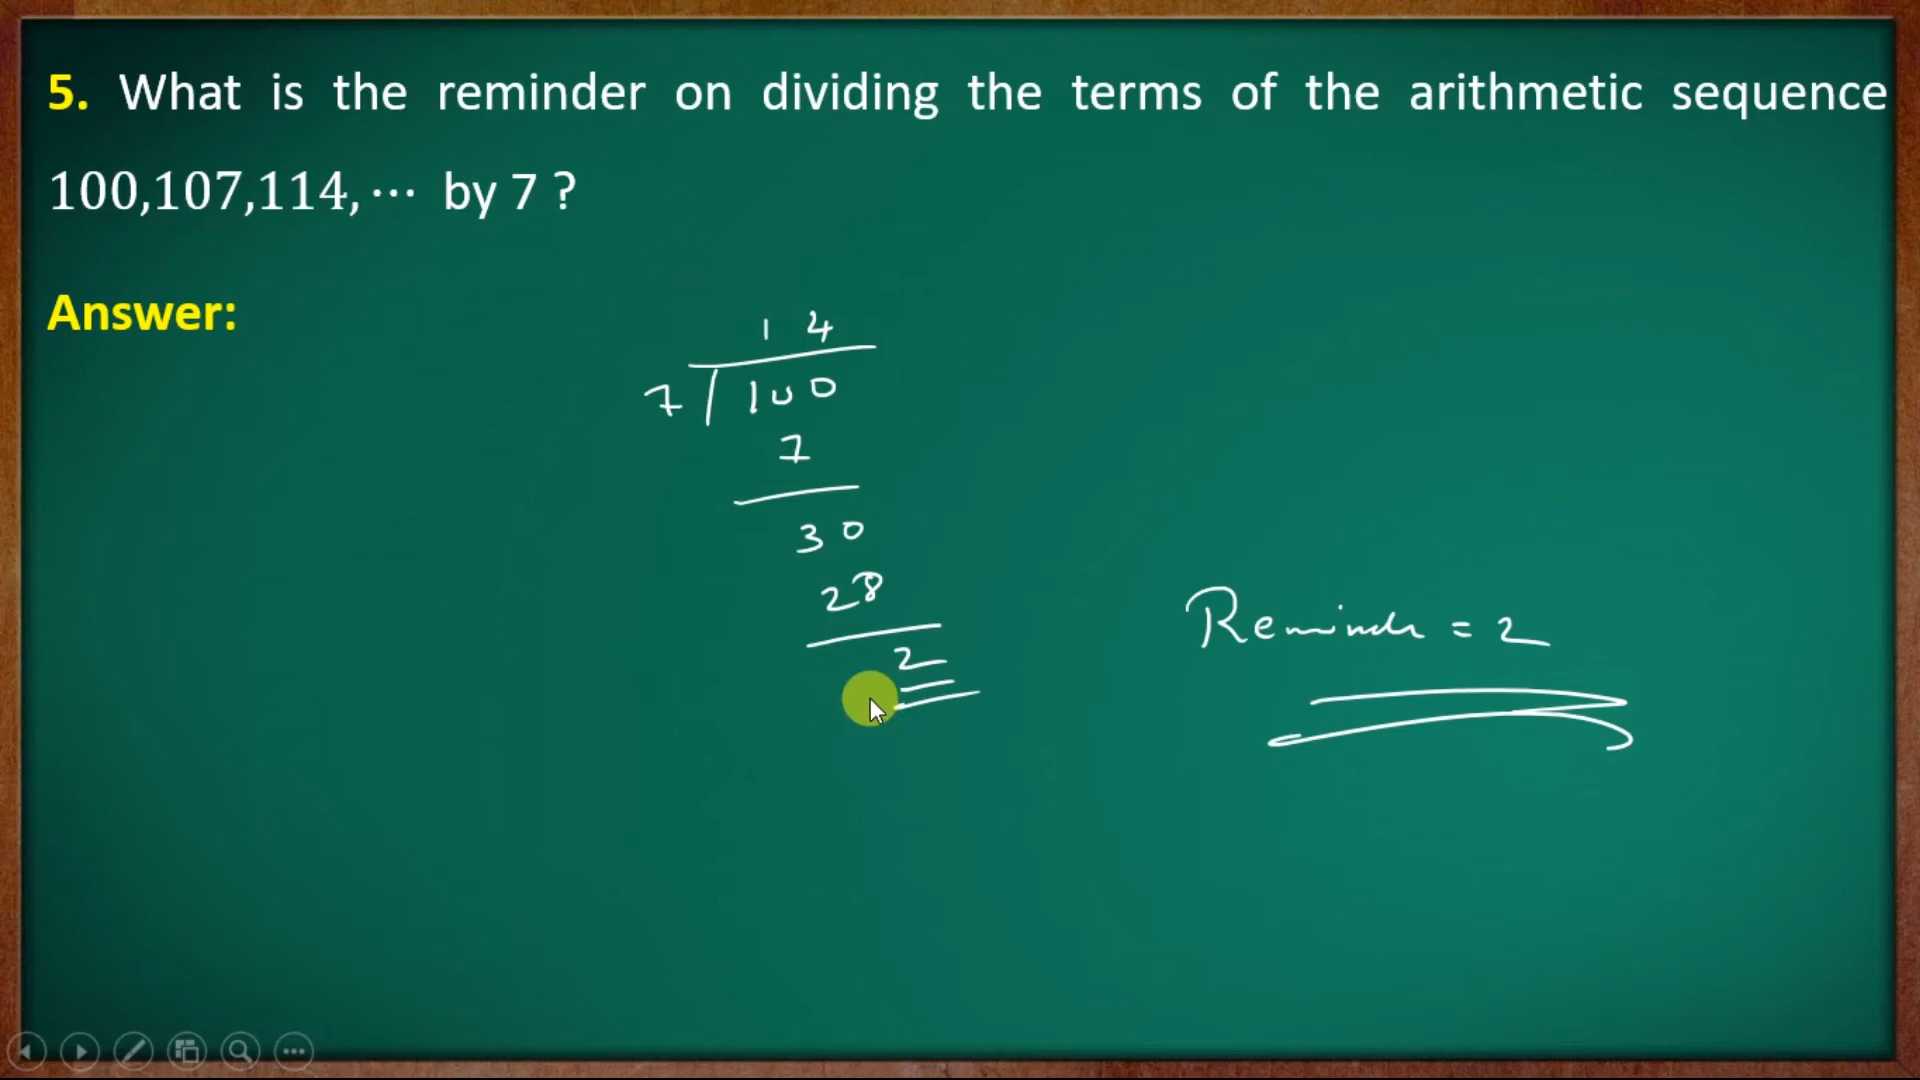 5. What is the reminder on dividing the terms of the arithmetic sequence
100,107,114,⋯ by 7 ?
Answer:
14
7 100
7
30
28
2
Reminder = 2